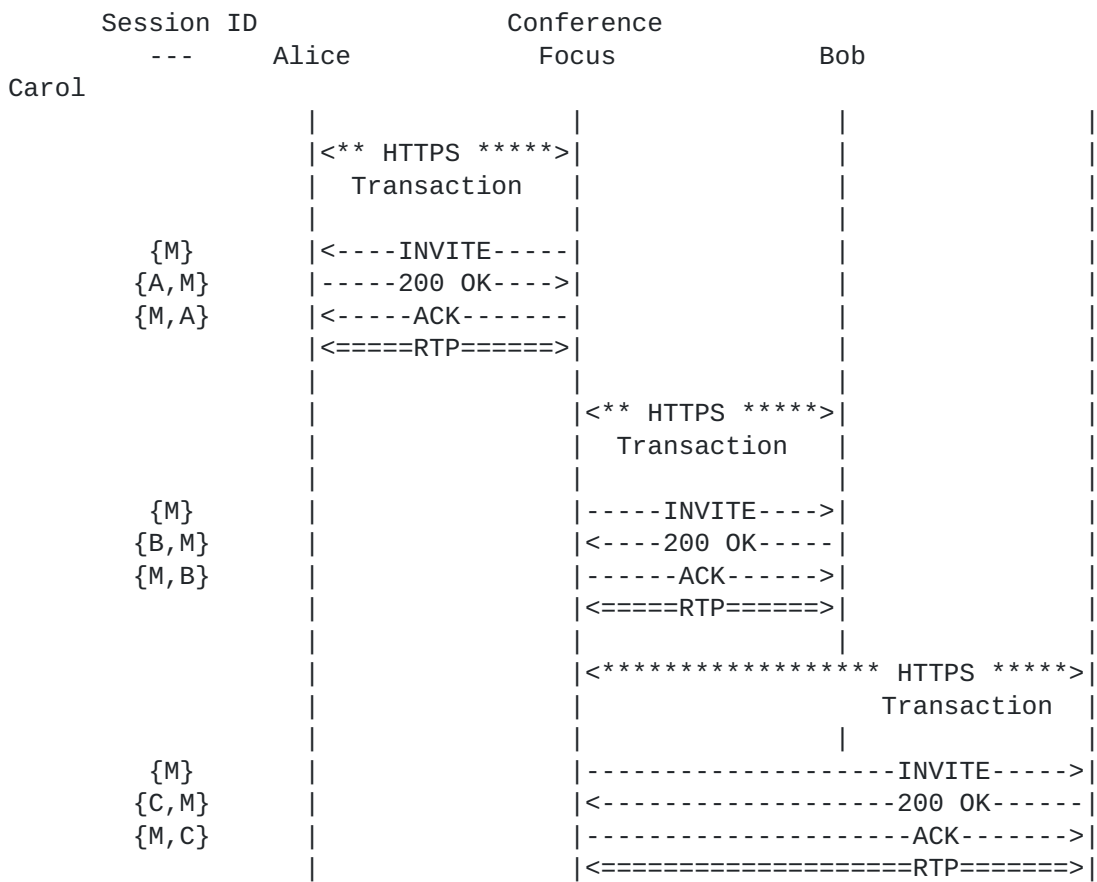 Session ID                Conference
---     Alice            Focus             Bob
Carol
|                |                |               |
|<** HTTPS *****>|                |               |
|  Transaction   |                |               |
|                |                |               |
{M}       |<----INVITE-----|                |               |
{A,M}      |-----200 OK---->|                |               |
{M,A}      |<-----ACK-------|                |               |
|<=====RTP======>|                |               |
|                |                |               |
|                |<** HTTPS *****>|               |
|                |  Transaction   |               |
|                |                |               |
{M}       |                |-----INVITE---->|               |
{B,M}      |                |<----200 OK-----|               |
{M,B}      |                |------ACK------>|               |
|                |<=====RTP======>|               |
|                |                |               |
|                |<****************** HTTPS *****>|
|                |                   Transaction  |
|                |                |               |
{M}       |                |--------------------INVITE----->|
{C,M}      |                |<-------------------200 OK------|
{M,C}      |                |---------------------ACK------->|
|                |<====================RTP=======>|